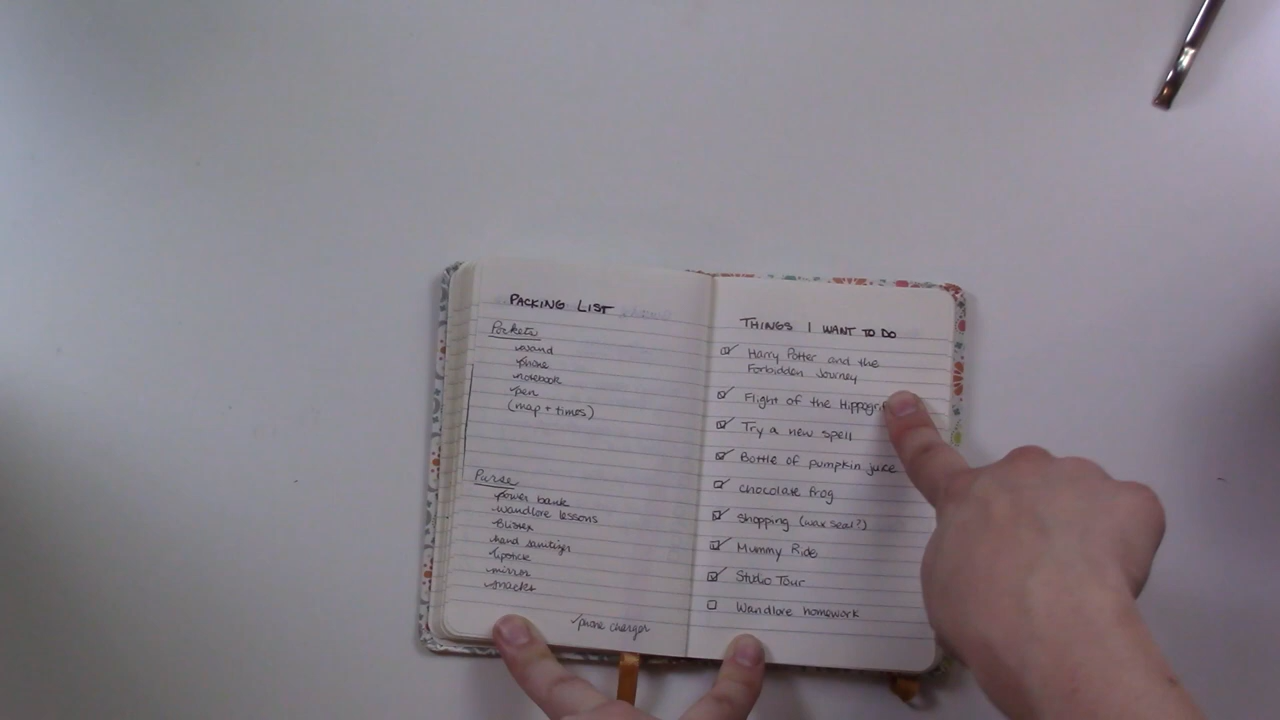 PACKING LIST
Pockets
wand
phone
notebook
pen
(map + times)
Purse
power bank
wandlore lessons
Blistex
hand sanitizer
lipstick
mirror
snacks
phone charger
THINGS I WANT TO DO
Harry Potter and the
Forbidden Journey
Flight of the
Try a new spell
Bottle of pumpkin juice
chocolate frog
shopping (wax seal?)
Mummy Ride
Studio Tour
Wandlore homework